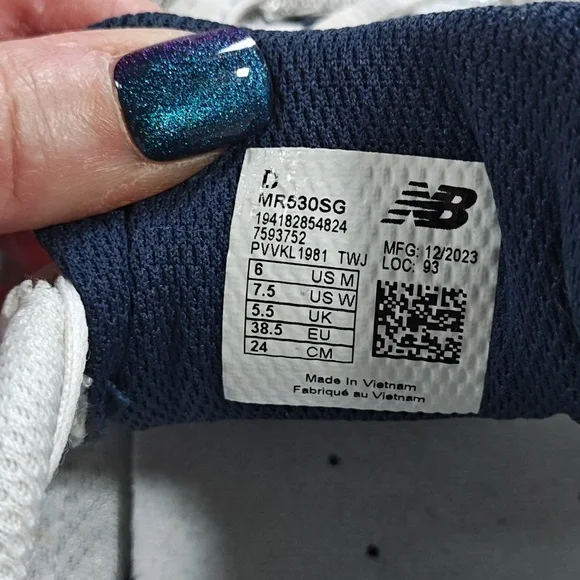 D
MR530SG
194182854824
7593752
PVVKL1981 TWJ
6 US M
7.5 US W
5.5 UK
38.5 EU
24 CM
NB
MFG: 12/2023
LOC: 93
Made In Vietnam
Fabriqué au Vietnam